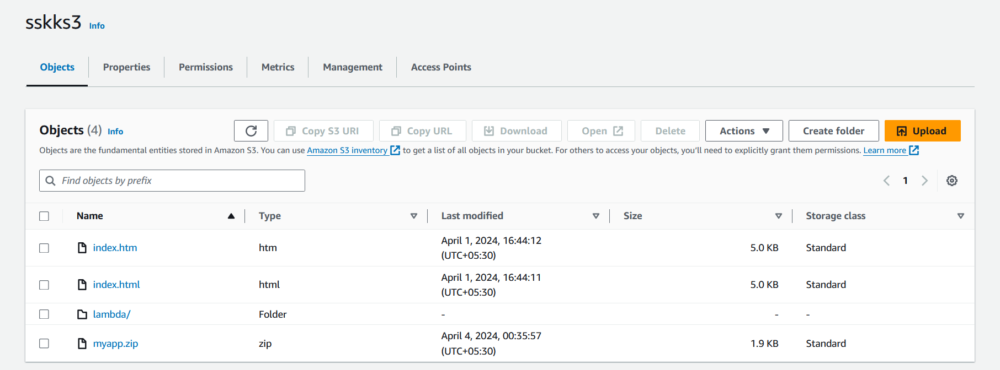 sskks3 Info
Objects Properties Permissions Metrics Management Access Points
Objects (4) Info Copy S3 URI Copy URL Download Open Delete Actions Create folder Upload
Objects are the fundamental entities stored in Amazon S3. You can use Amazon S3 inventory to get a list of all objects in your bucket. For others to access your objects, you'll need to explicitly grant them permissions. Learn more
Find objects by prefix 1
Name Type Last modified Size Storage class
index.htm htm April 1, 2024, 16:44:12 (UTC+05:30) 5.0 KB Standard
index.html html April 1, 2024, 16:44:11 (UTC+05:30) 5.0 KB Standard
lambda/ Folder - - -
myapp.zip zip April 4, 2024, 00:35:57 (UTC+05:30) 1.9 KB Standard